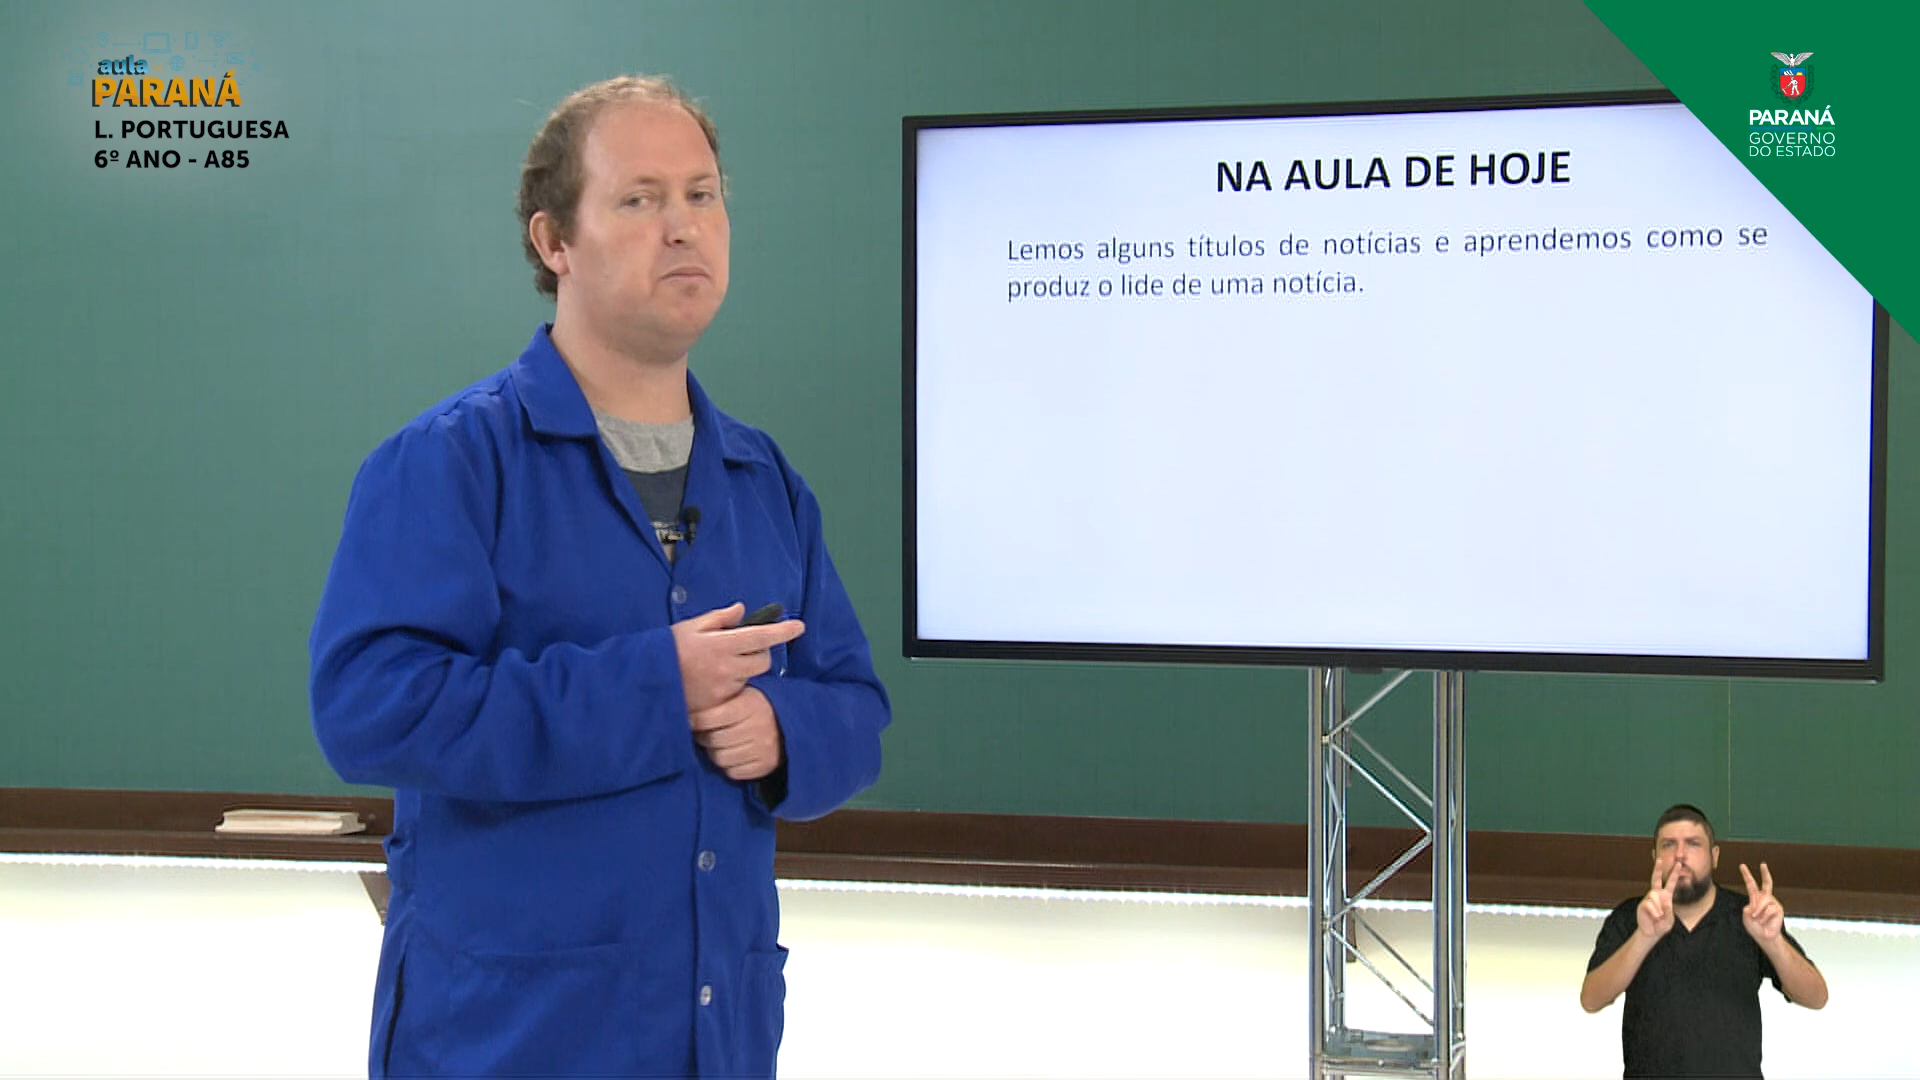 aula
PARANÁ
L. PORTUGUESA
6º ANO - A85
PARANÁ
GOVERNO
DO ESTADO
NA AULA DE HOJE
Lemos alguns títulos de notícias e aprendemos como se
produz o lide de uma notícia.